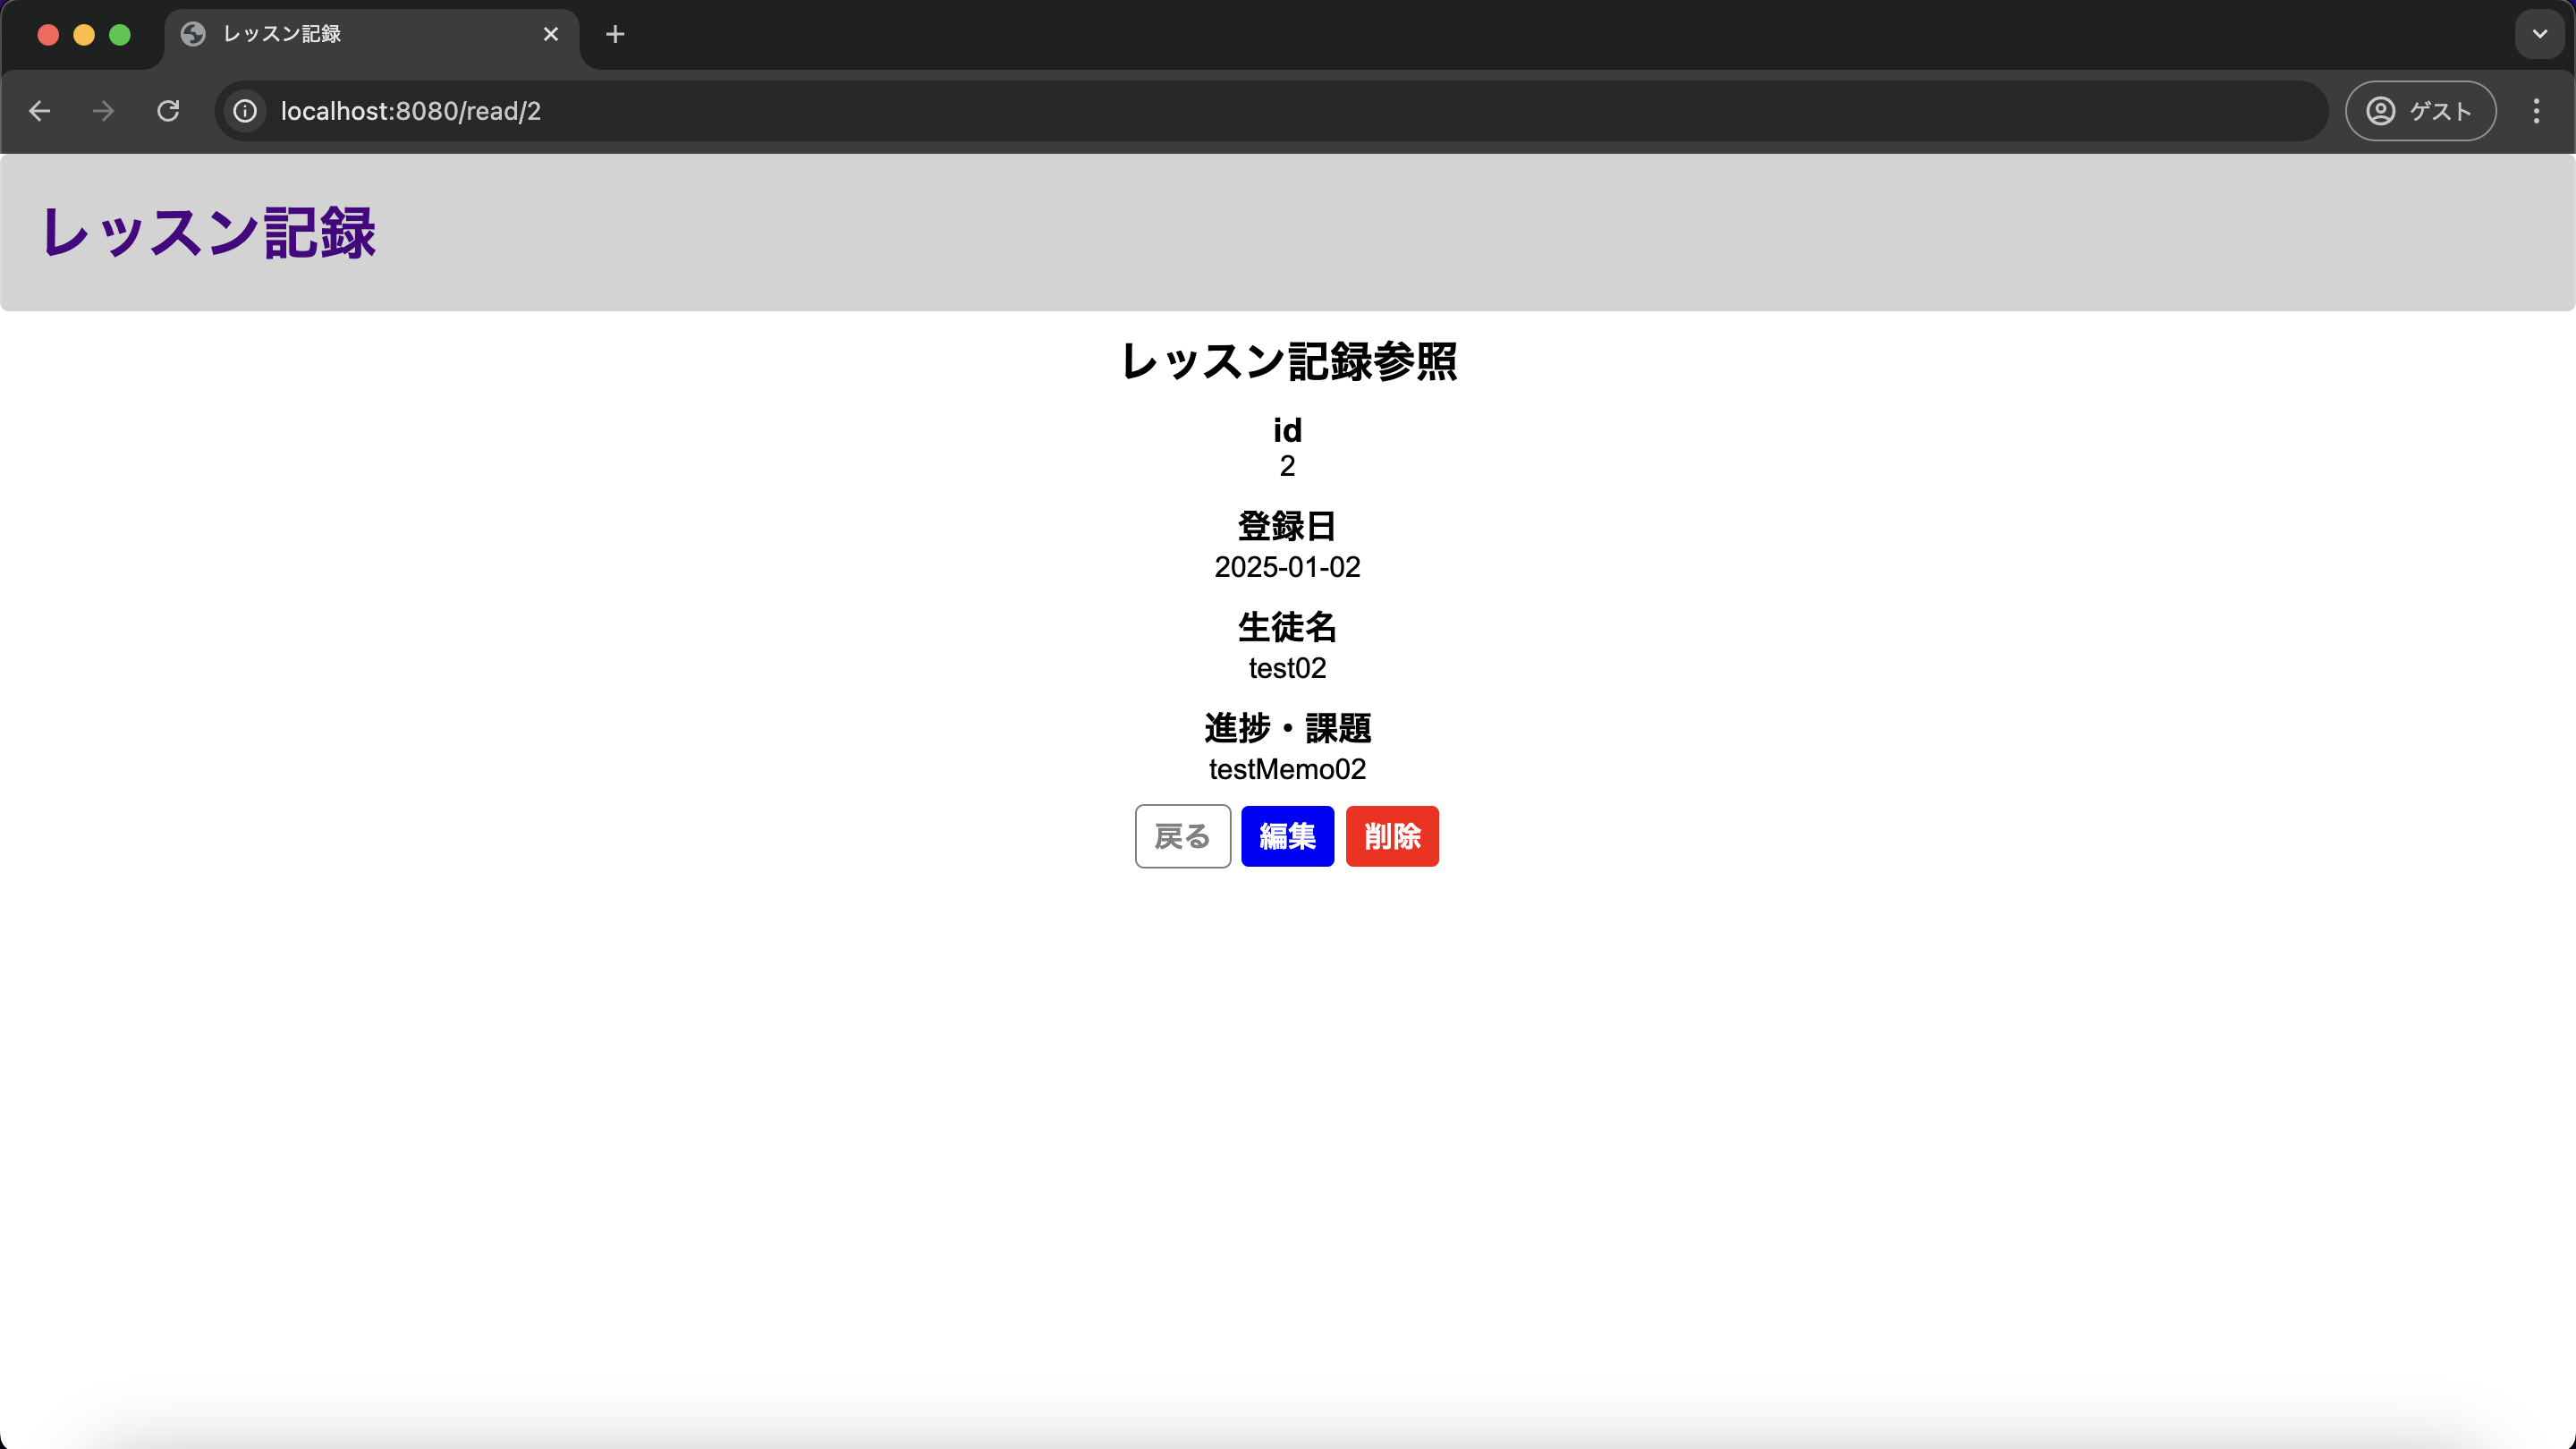 レッスン記録
localhost:8080/read/2
ゲスト
レッスン記録
レッスン記録参照
id
2
登録日
2025-01-02
生徒名
test02
進捗・課題
testMemo02
戻る 編集 削除